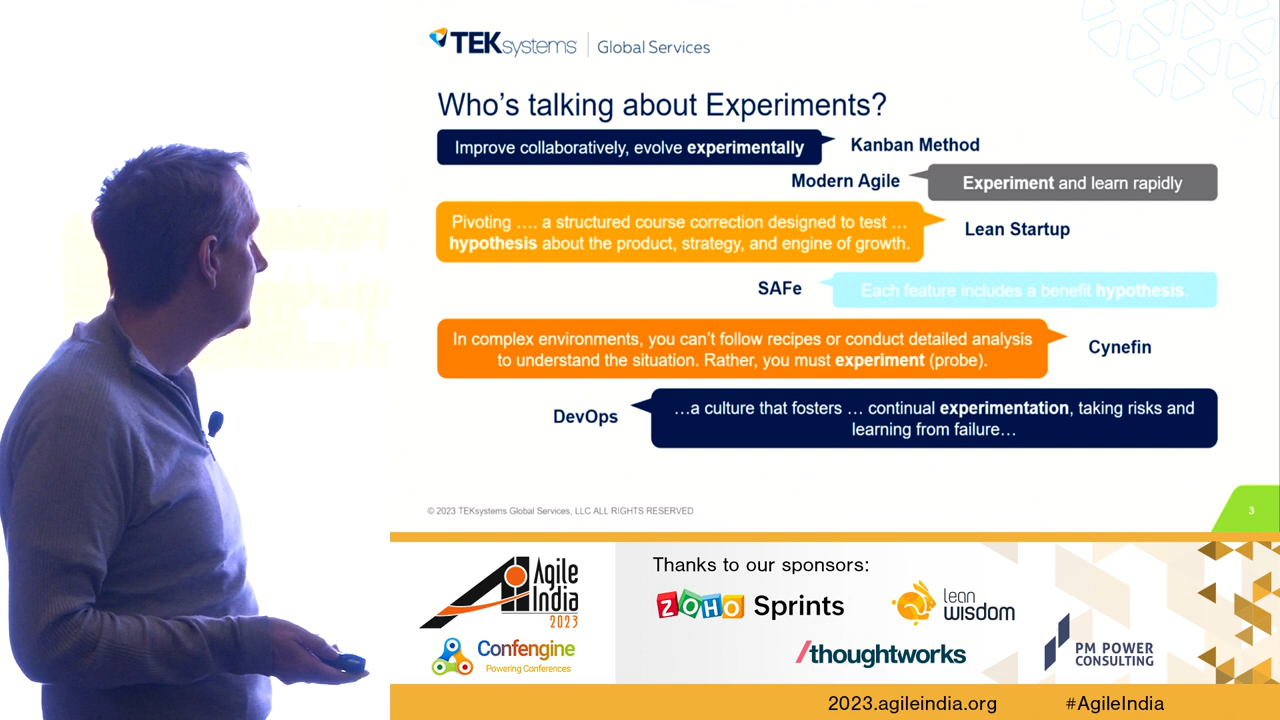 TEKsystems | Global Services
Who's talking about Experiments?
Improve collaboratively, evolve experimentally
Kanban Method
Modern Agile
Experiment and learn rapidly
Pivoting …. a structured course correction designed to test …
hypothesis about the product, strategy, and engine of growth.
Lean Startup
SAFe
Each feature includes a benefit hypothesis.
In complex environments, you can't follow recipes or conduct detailed analysis
to understand the situation. Rather, you must experiment (probe).
Cynefin
DevOps
…a culture that fosters … continual experimentation, taking risks and
learning from failure…
© 2023 TEKsystems Global Services, LLC ALL RIGHTS RESERVED
3
Agile
India
2023
Confengine
Powering Conferences
Thanks to our sponsors:
ZOHO Sprints
lean
wisdom
/thoughtworks
PM POWER
CONSULTING
2023.agileindia.org
#AgileIndia